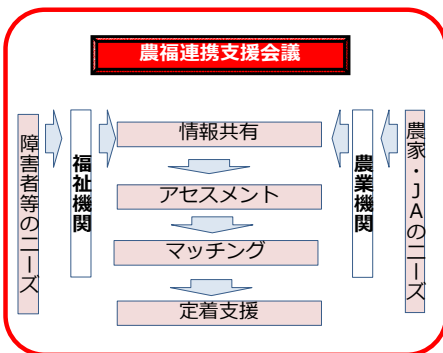 農福連携支援会議
障害者等のニーズ
福祉機関
情報共有
アセスメント
マッチング
定着支援
農業機関
農家・JAのニーズ